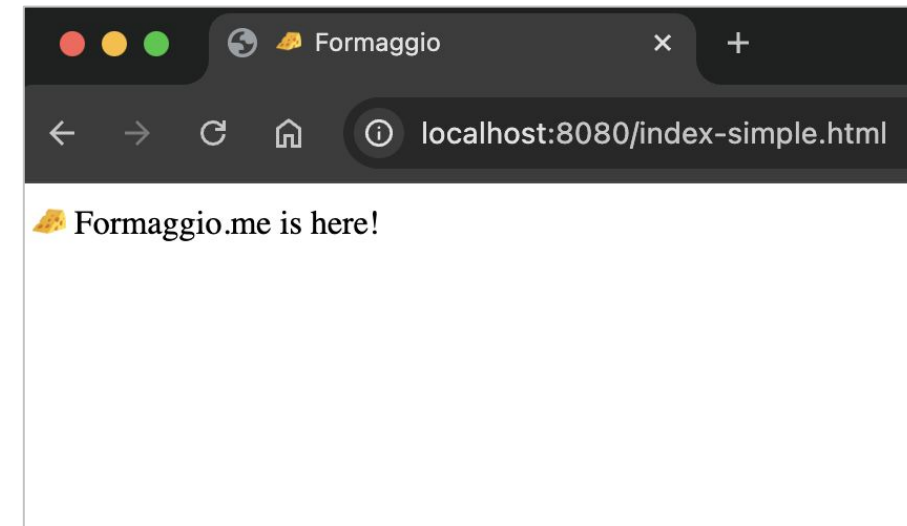 🧀 Formaggio
localhost:8080/index-simple.html
🧀 Formaggio.me is here!